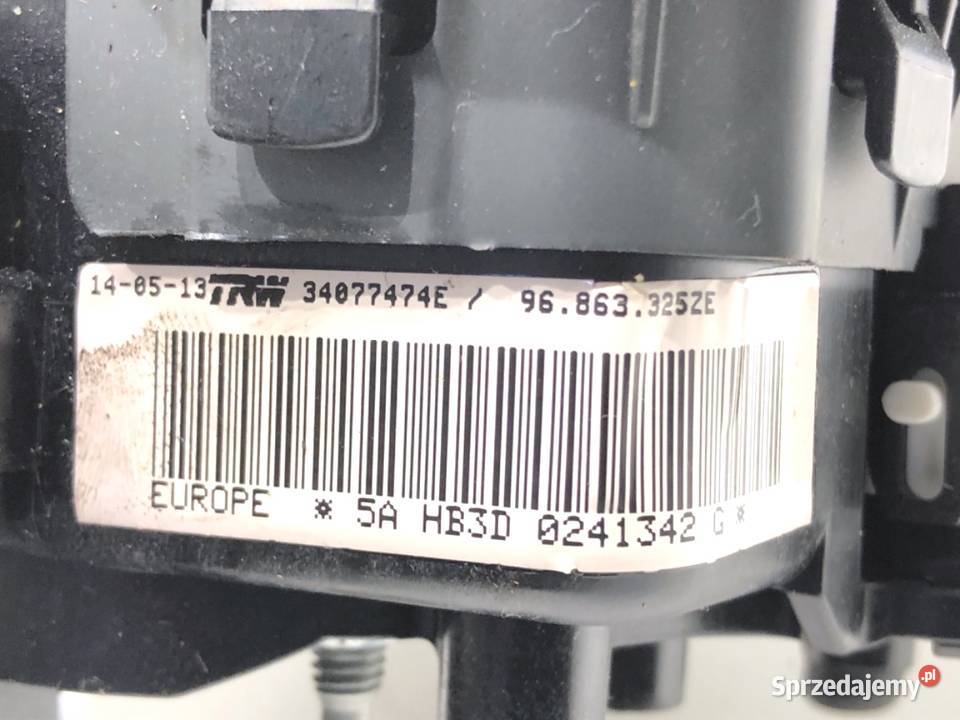 14-05-13 TRW 34077474E / 96.863.325ZE
EUROPE * 5A HB3D 0241342 G *
Sprzedajemy.pl